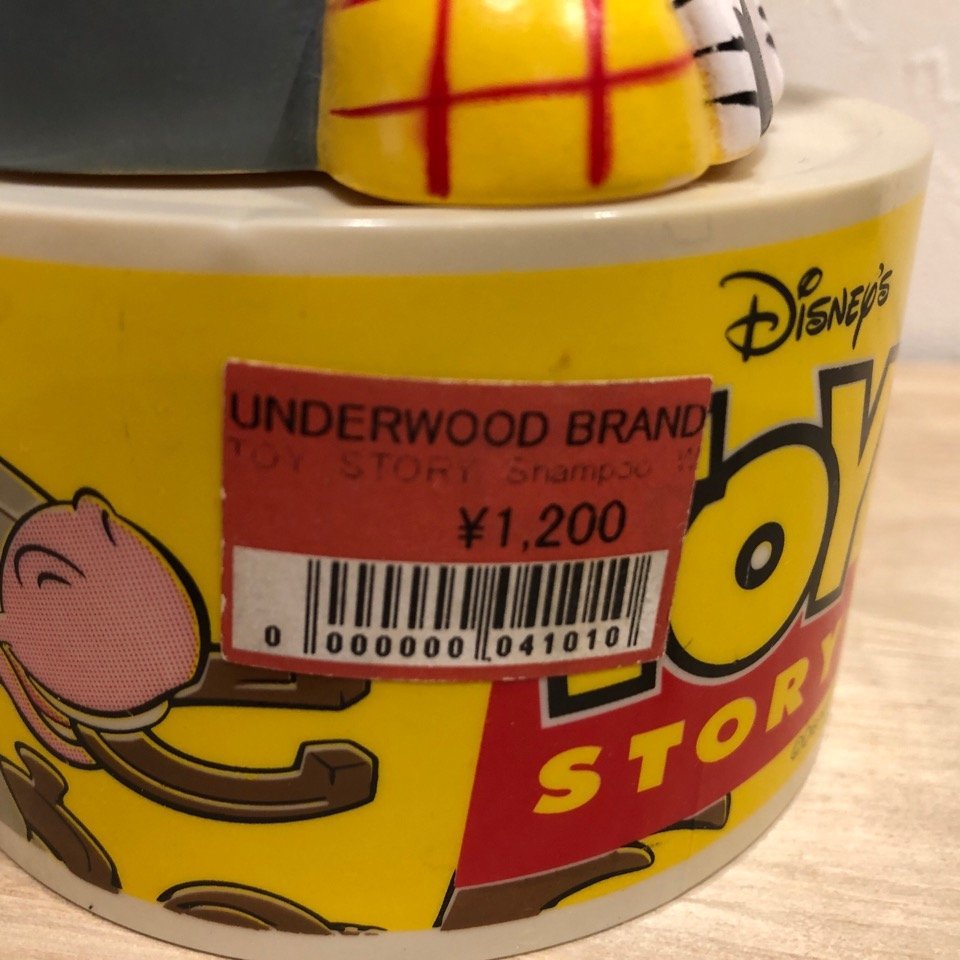 DISNEY'S
UNDERWOOD BRAND
TOY STORY Shampoo W
¥1,200
0 000000 041010
TOY
STORY